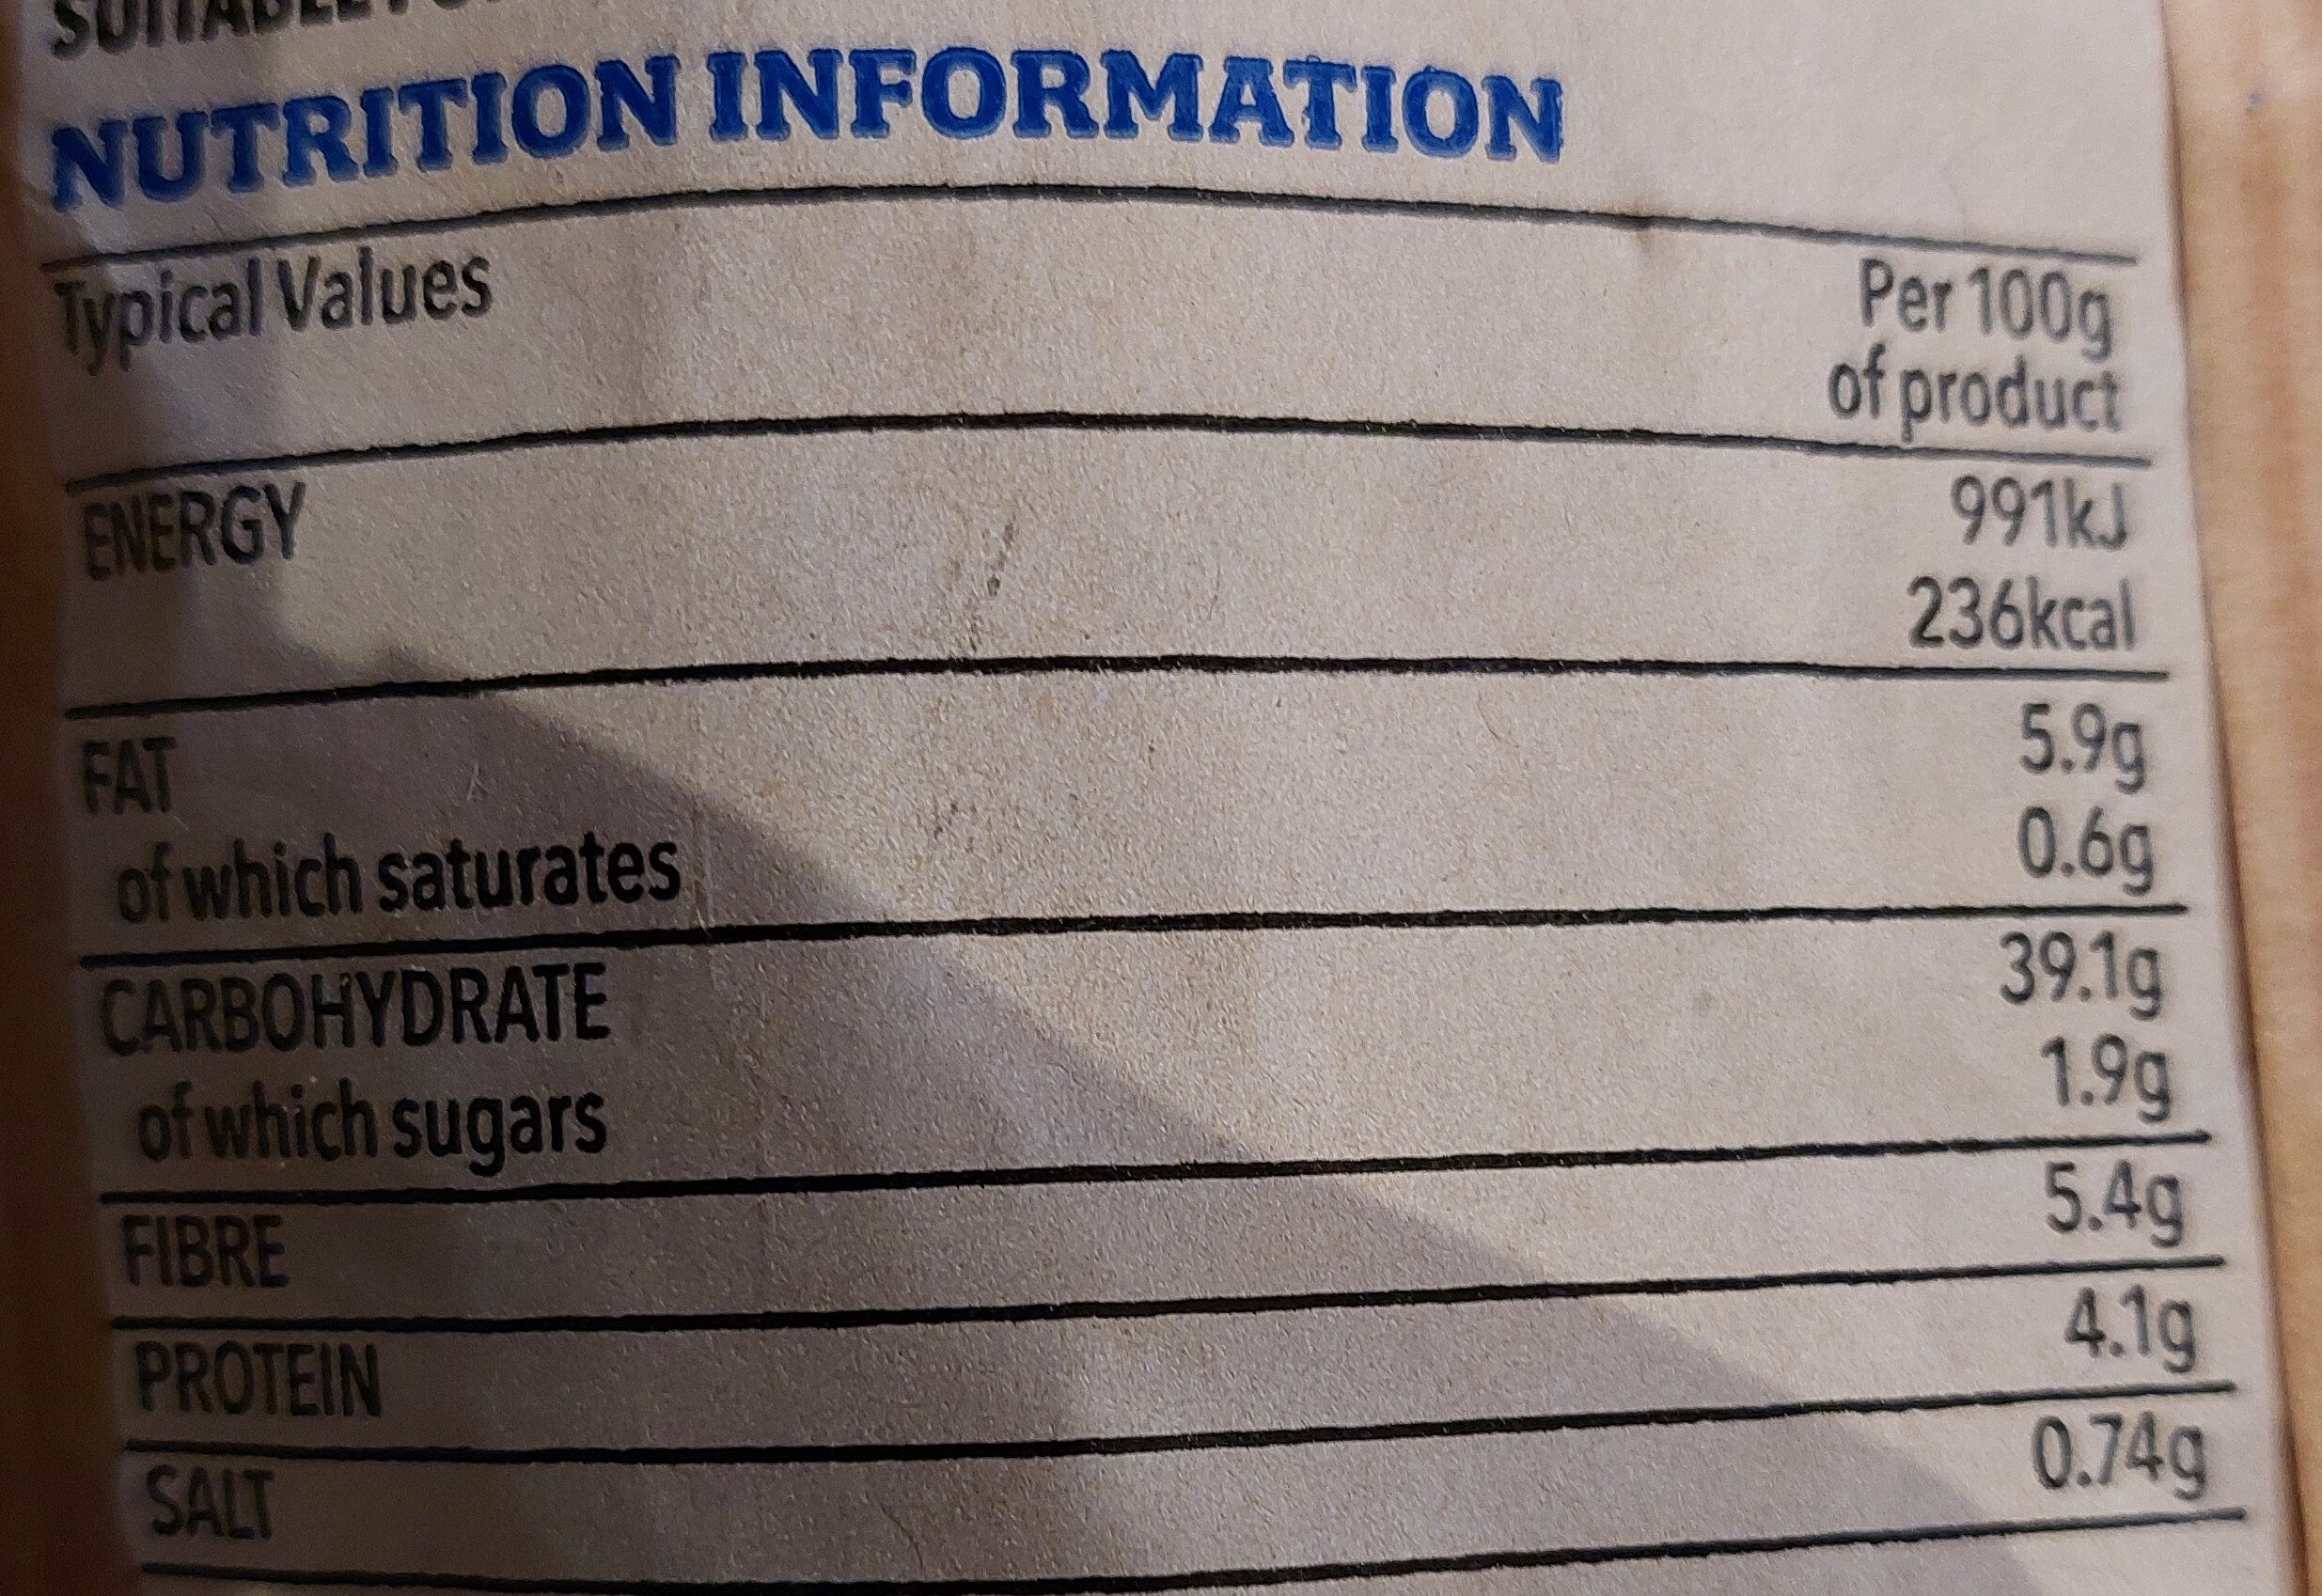 NUTRITION INFORMATION
Typical Values Per 100g
of product
ENERGY 991kJ
236kcal
FAT 5.9g
of which saturates 0.6g
CARBOHYDRATE 39.1g
of which sugars 1.9g
FIBRE 5.4g
PROTEIN 4.1g
SALT 0.74g